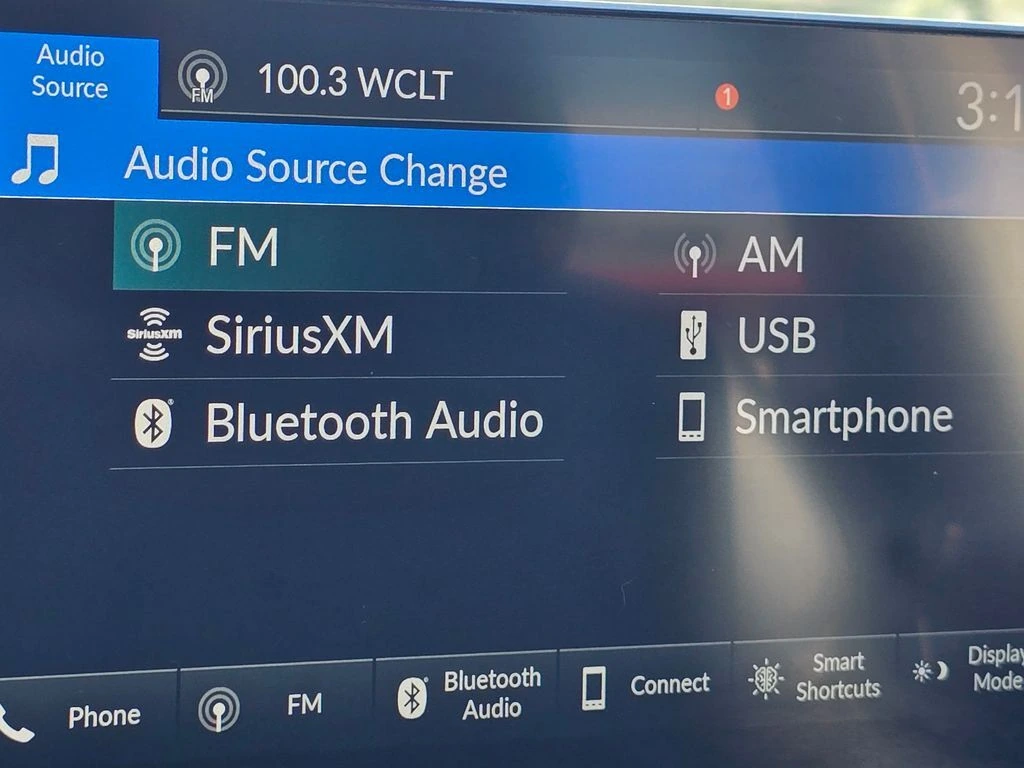 Audio
Source
FM
100.3 WCLT
1
3:1
Audio Source Change
FM
AM
SiriusXM
SiriusXM
USB
Bluetooth Audio
Smartphone
Phone
FM
Bluetooth
Audio
Connect
Smart
Shortcuts
Display
Mode